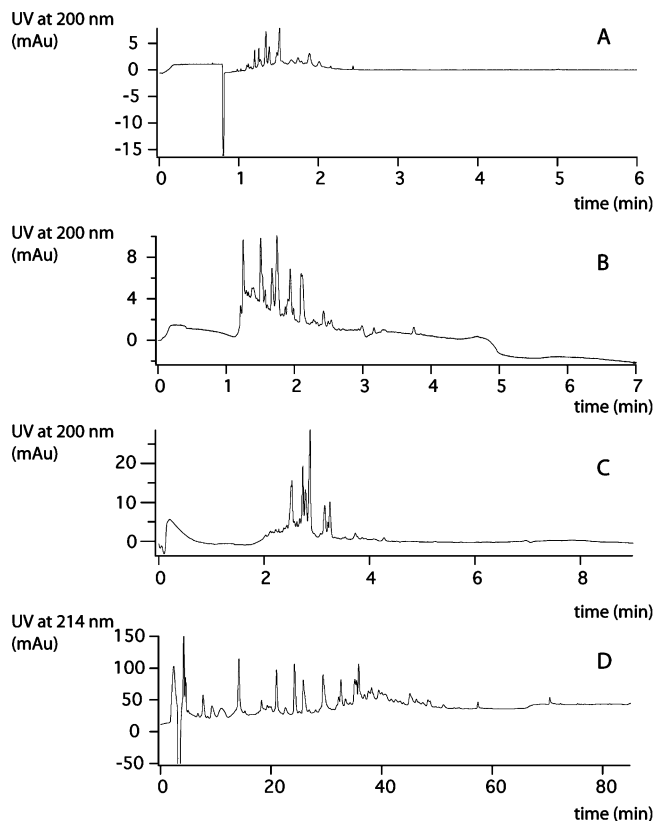 UV at 200 nm
(mAu)
A
5
0
-5
-10
-15
0 1 2 3 4 5 6
time (min)
UV at 200 nm
(mAu)
B
8
4
0
0 1 2 3 4 5 6 7
time (min)
UV at 200 nm
(mAu)
C
20
10
0
0 2 4 6 8
time (min)
UV at 214 nm
(mAu)
D
150
100
50
0
-50
0 20 40 60 80
time (min)